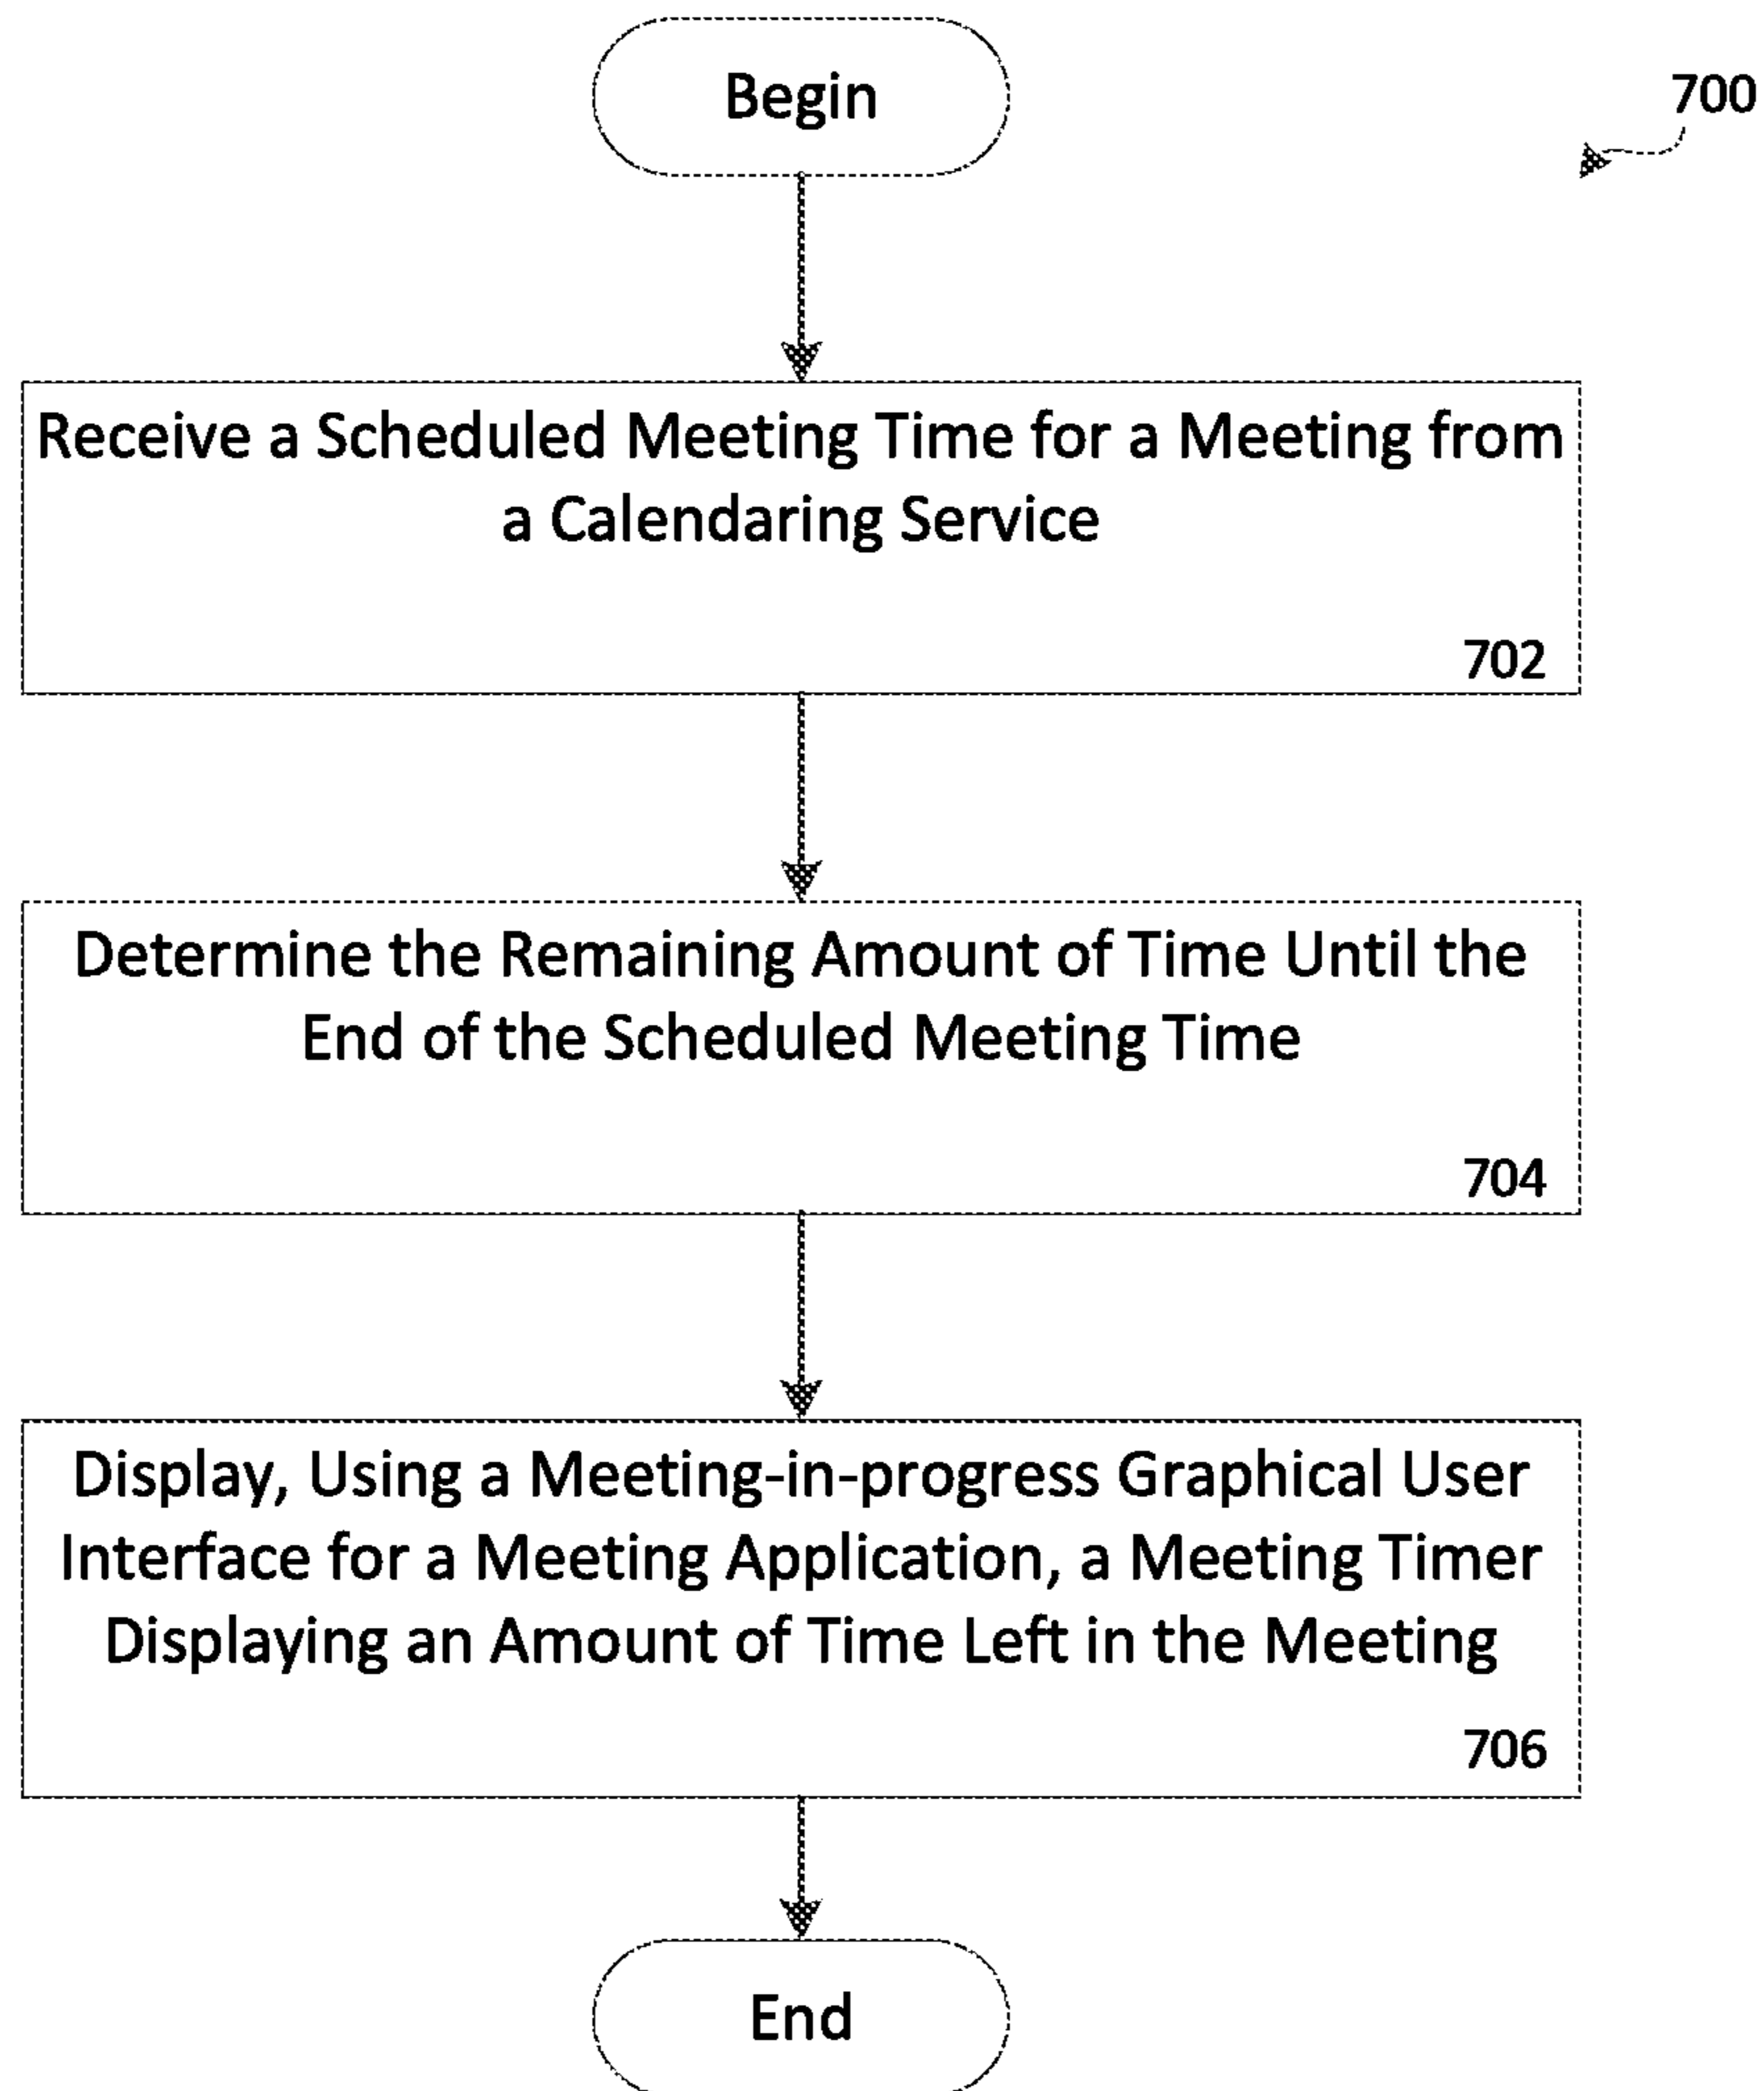 Begin
700
Receive a Scheduled Meeting Time for a Meeting from
a Calendaring Service
702
Determine the Remaining Amount of Time Until the
End of the Scheduled Meeting Time
704
Display, Using a Meeting-in-progress Graphical User
Interface for a Meeting Application, a Meeting Timer
Displaying an Amount of Time Left in the Meeting
706
End